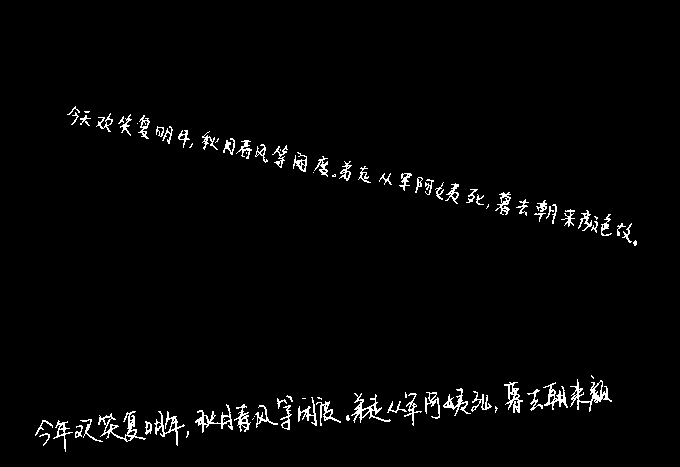 今天欢笑复明年,秋月春风等闲度。弟走从军阿姨死,暮去朝来颜色故。
今年欢笑复明年,秋月春风等闲度。弟走从军阿姨死,暮去朝来颜